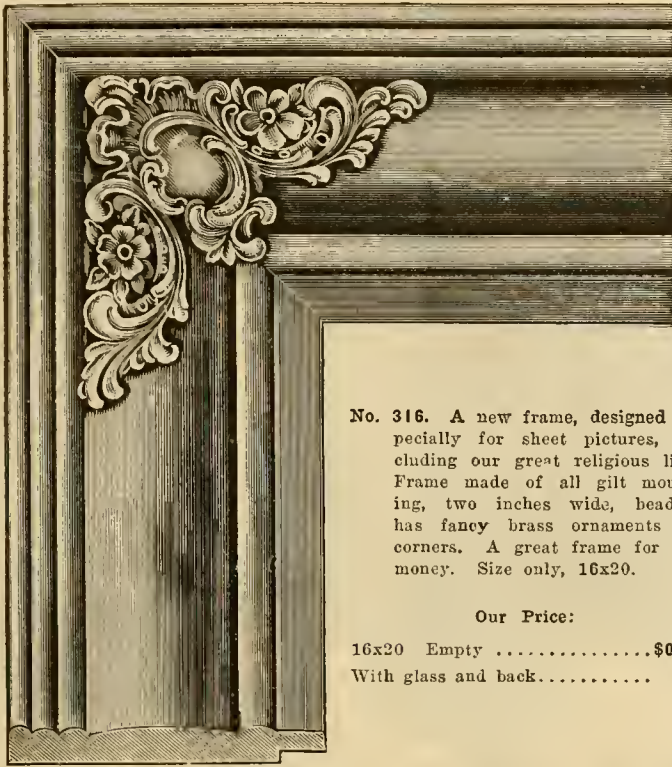 No. 316. A new frame, designed
pecially for sheet pictures,
cluding our great religious li
Frame made of all gilt mou
ing, two inches wide, bead
has fancy brass ornaments
corners. A great frame for
money. Size only, 16x20.
Our Price:
16x20 Empty ...............$0
With glass and back...........